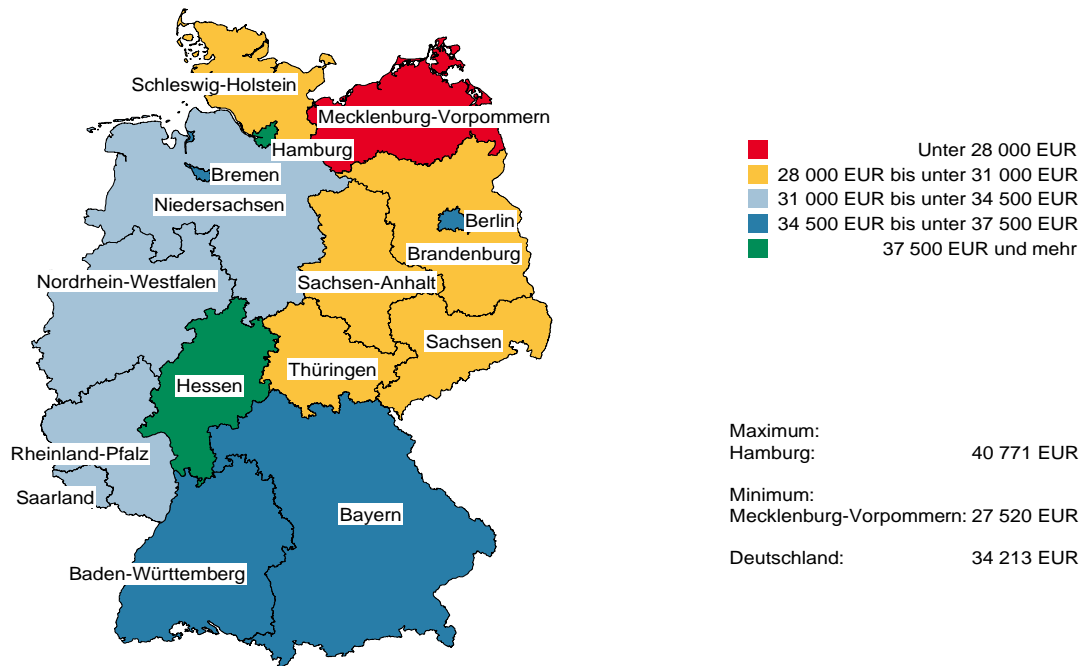 Schleswig-Holstein
Mecklenburg-Vorpommern
Hamburg
Bremen
Niedersachsen
Berlin
Brandenburg
Nordrhein-Westfalen
Sachsen-Anhalt
Sachsen
Thüringen
Hessen
Rheinland-Pfalz
Saarland
Bayern
Baden-Württemberg
Unter 28 000 EUR
28 000 EUR bis unter 31 000 EUR
31 000 EUR bis unter 34 500 EUR
34 500 EUR bis unter 37 500 EUR
37 500 EUR und mehr
Maximum:
Hamburg: 40 771 EUR
Minimum:
Mecklenburg-Vorpommern: 27 520 EUR
Deutschland: 34 213 EUR